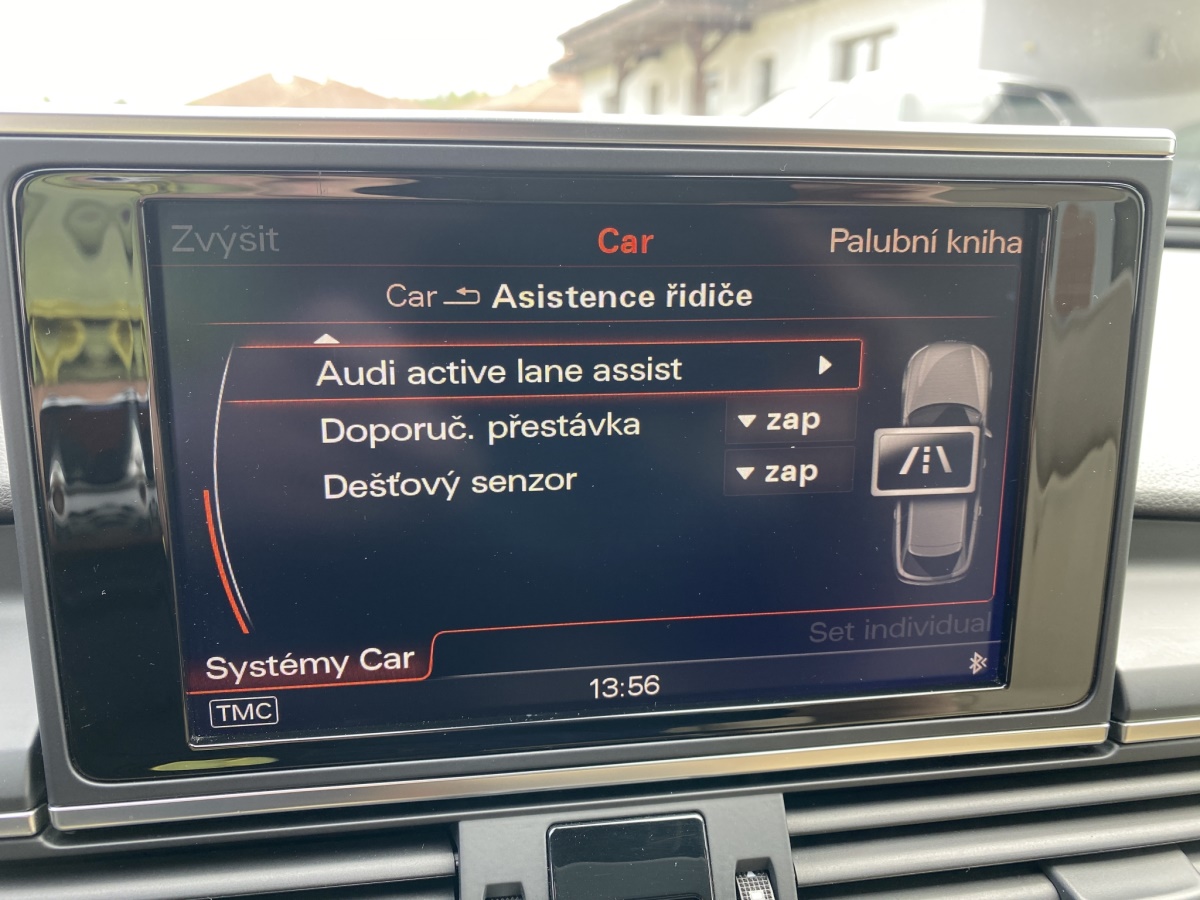 Zvýšit Car Palubní kniha
Car Asistence řidiče
Audi active lane assist
Doporuč. přestávka zap
Dešťový senzor zap
Set individual
Systémy Car
13:56
TMC